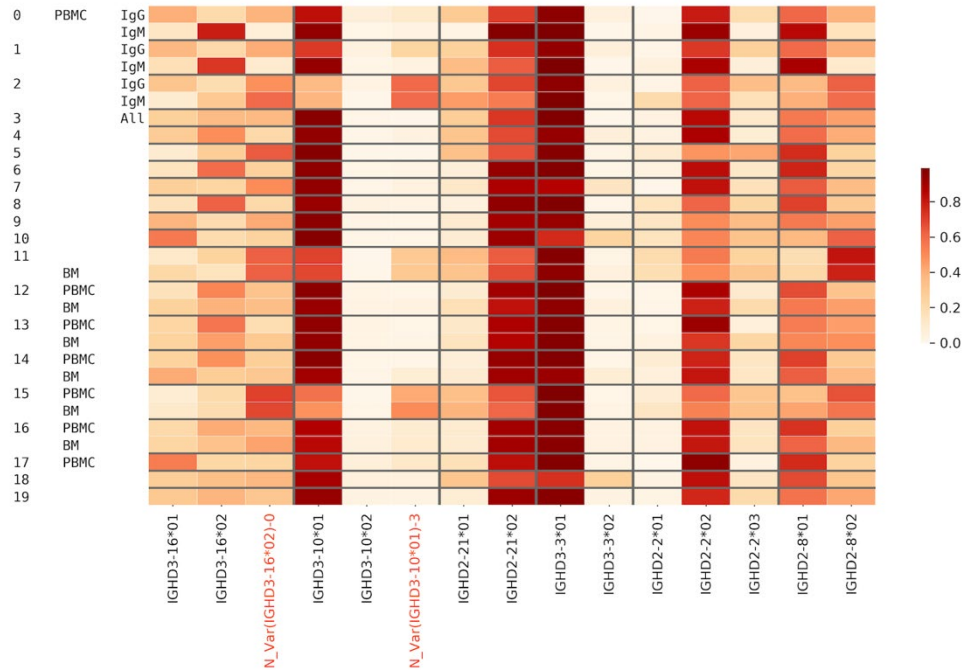 0 PBMC IgG
IgM
1 IgG
IgM
2 IgG
IgM
3 All
4
5
6
7
8
9
10
11
BM
12 PBMC
BM
13 PBMC
BM
14 PBMC
BM
15 PBMC
BM
16 PBMC
BM
17 PBMC
18
19
0.8
0.6
0.4
0.2
0.0
IGHD3-16*01
IGHD3-16*02
N_Var(IGHD3-16*02)-0
IGHD3-10*01
IGHD3-10*02
N_Var(IGHD3-10*01)-3
IGHD2-21*01
IGHD2-21*02
IGHD3-3*01
IGHD3-3*02
IGHD2-2*01
IGHD2-2*02
IGHD2-2*03
IGHD2-8*01
IGHD2-8*02